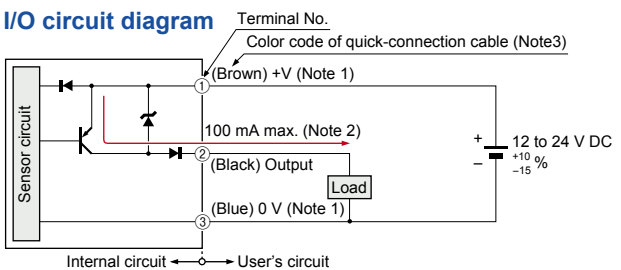 I/O circuit diagram
Terminal No.
Color code of quick-connection cable (Note3)
(Brown) +V (Note 1)
1
Sensor circuit
100 mA max. (Note 2)
2
(Black) Output
Load
+
–
12 to 24 V DC
+10
–15 %
(Blue) 0 V (Note 1)
3
Internal circuit
User's circuit